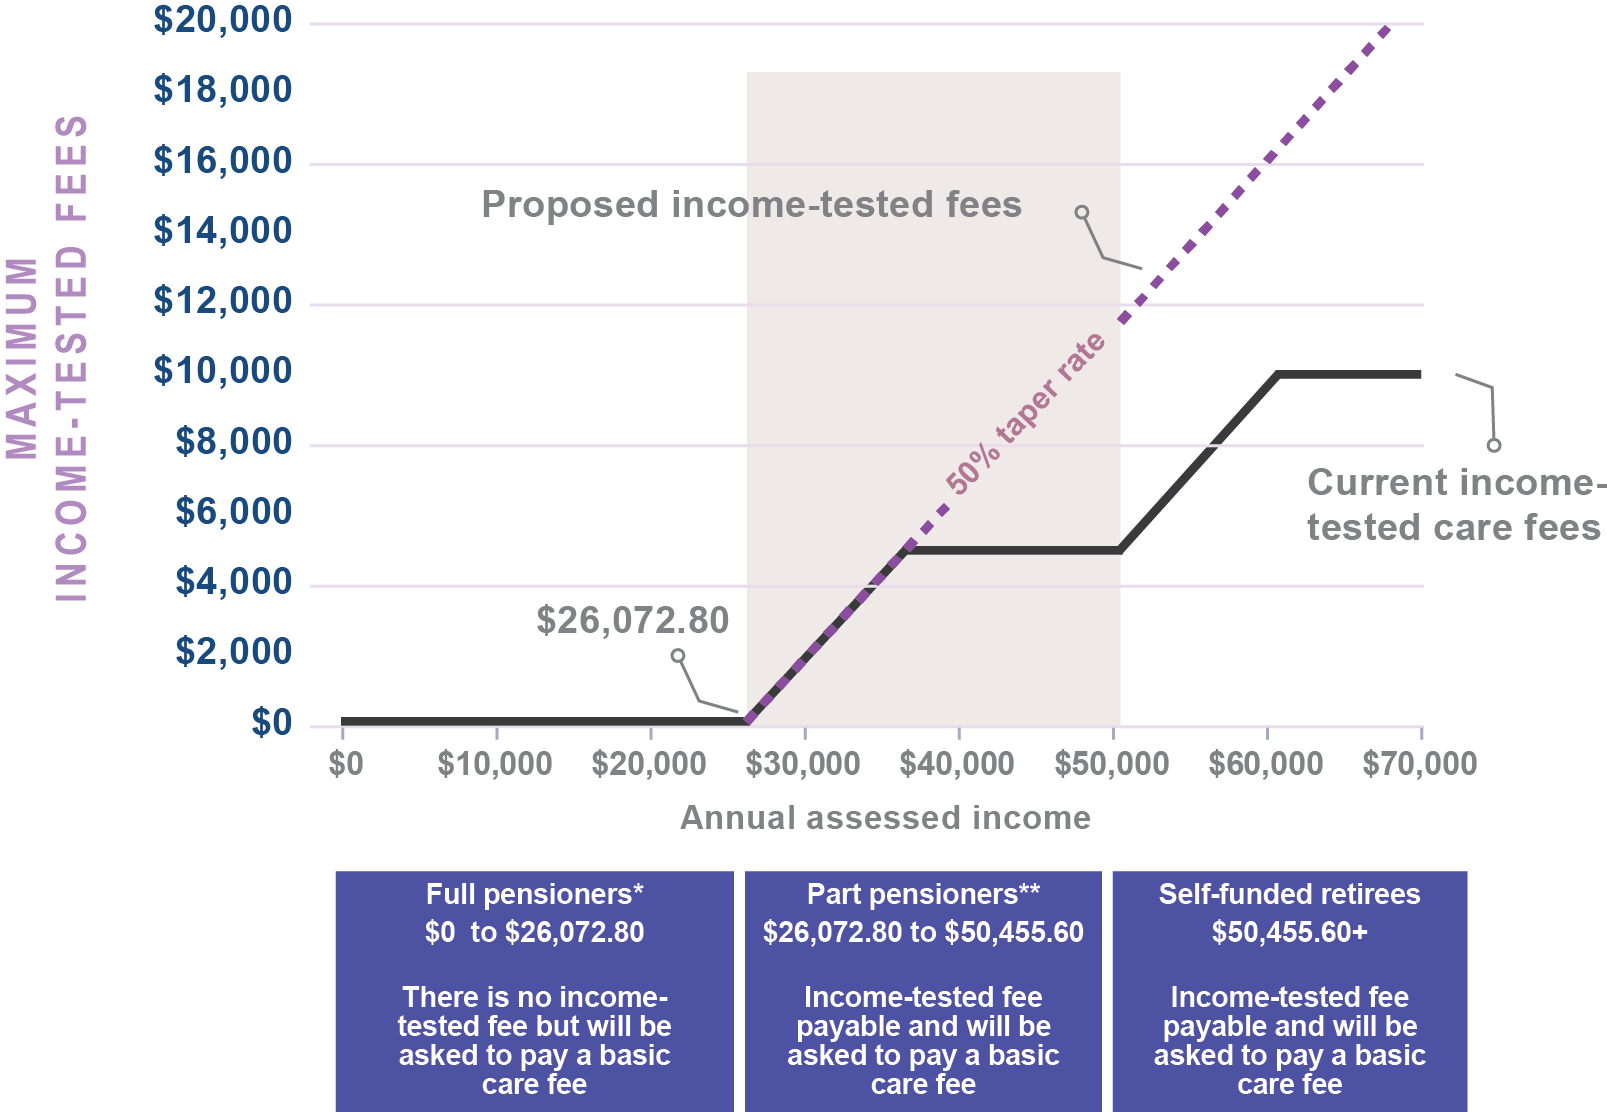 MAXIMUM
INCOME-TESTED FEES
$20,000
$18,000
$16,000
$14,000
$12,000
$10,000
$8,000
$6,000
$4,000
$2,000
$0
Proposed income-tested fees
50% taper rate
Current income-
tested care fees
$26,072.80
$0
$10,000
$20,000
$30,000
$40,000
$50,000
$60,000
$70,000
Annual assessed income
Full pensioners*
$0 to $26,072.80
There is no income-
tested fee but will be
asked to pay a basic
care fee
Part pensioners**
$26,072.80 to $50,455.60
Income-tested fee
payable and will be
asked to pay a basic
care fee
Self-funded retirees
$50,455.60+
Income-tested fee
payable and will be
asked to pay a basic
care fee